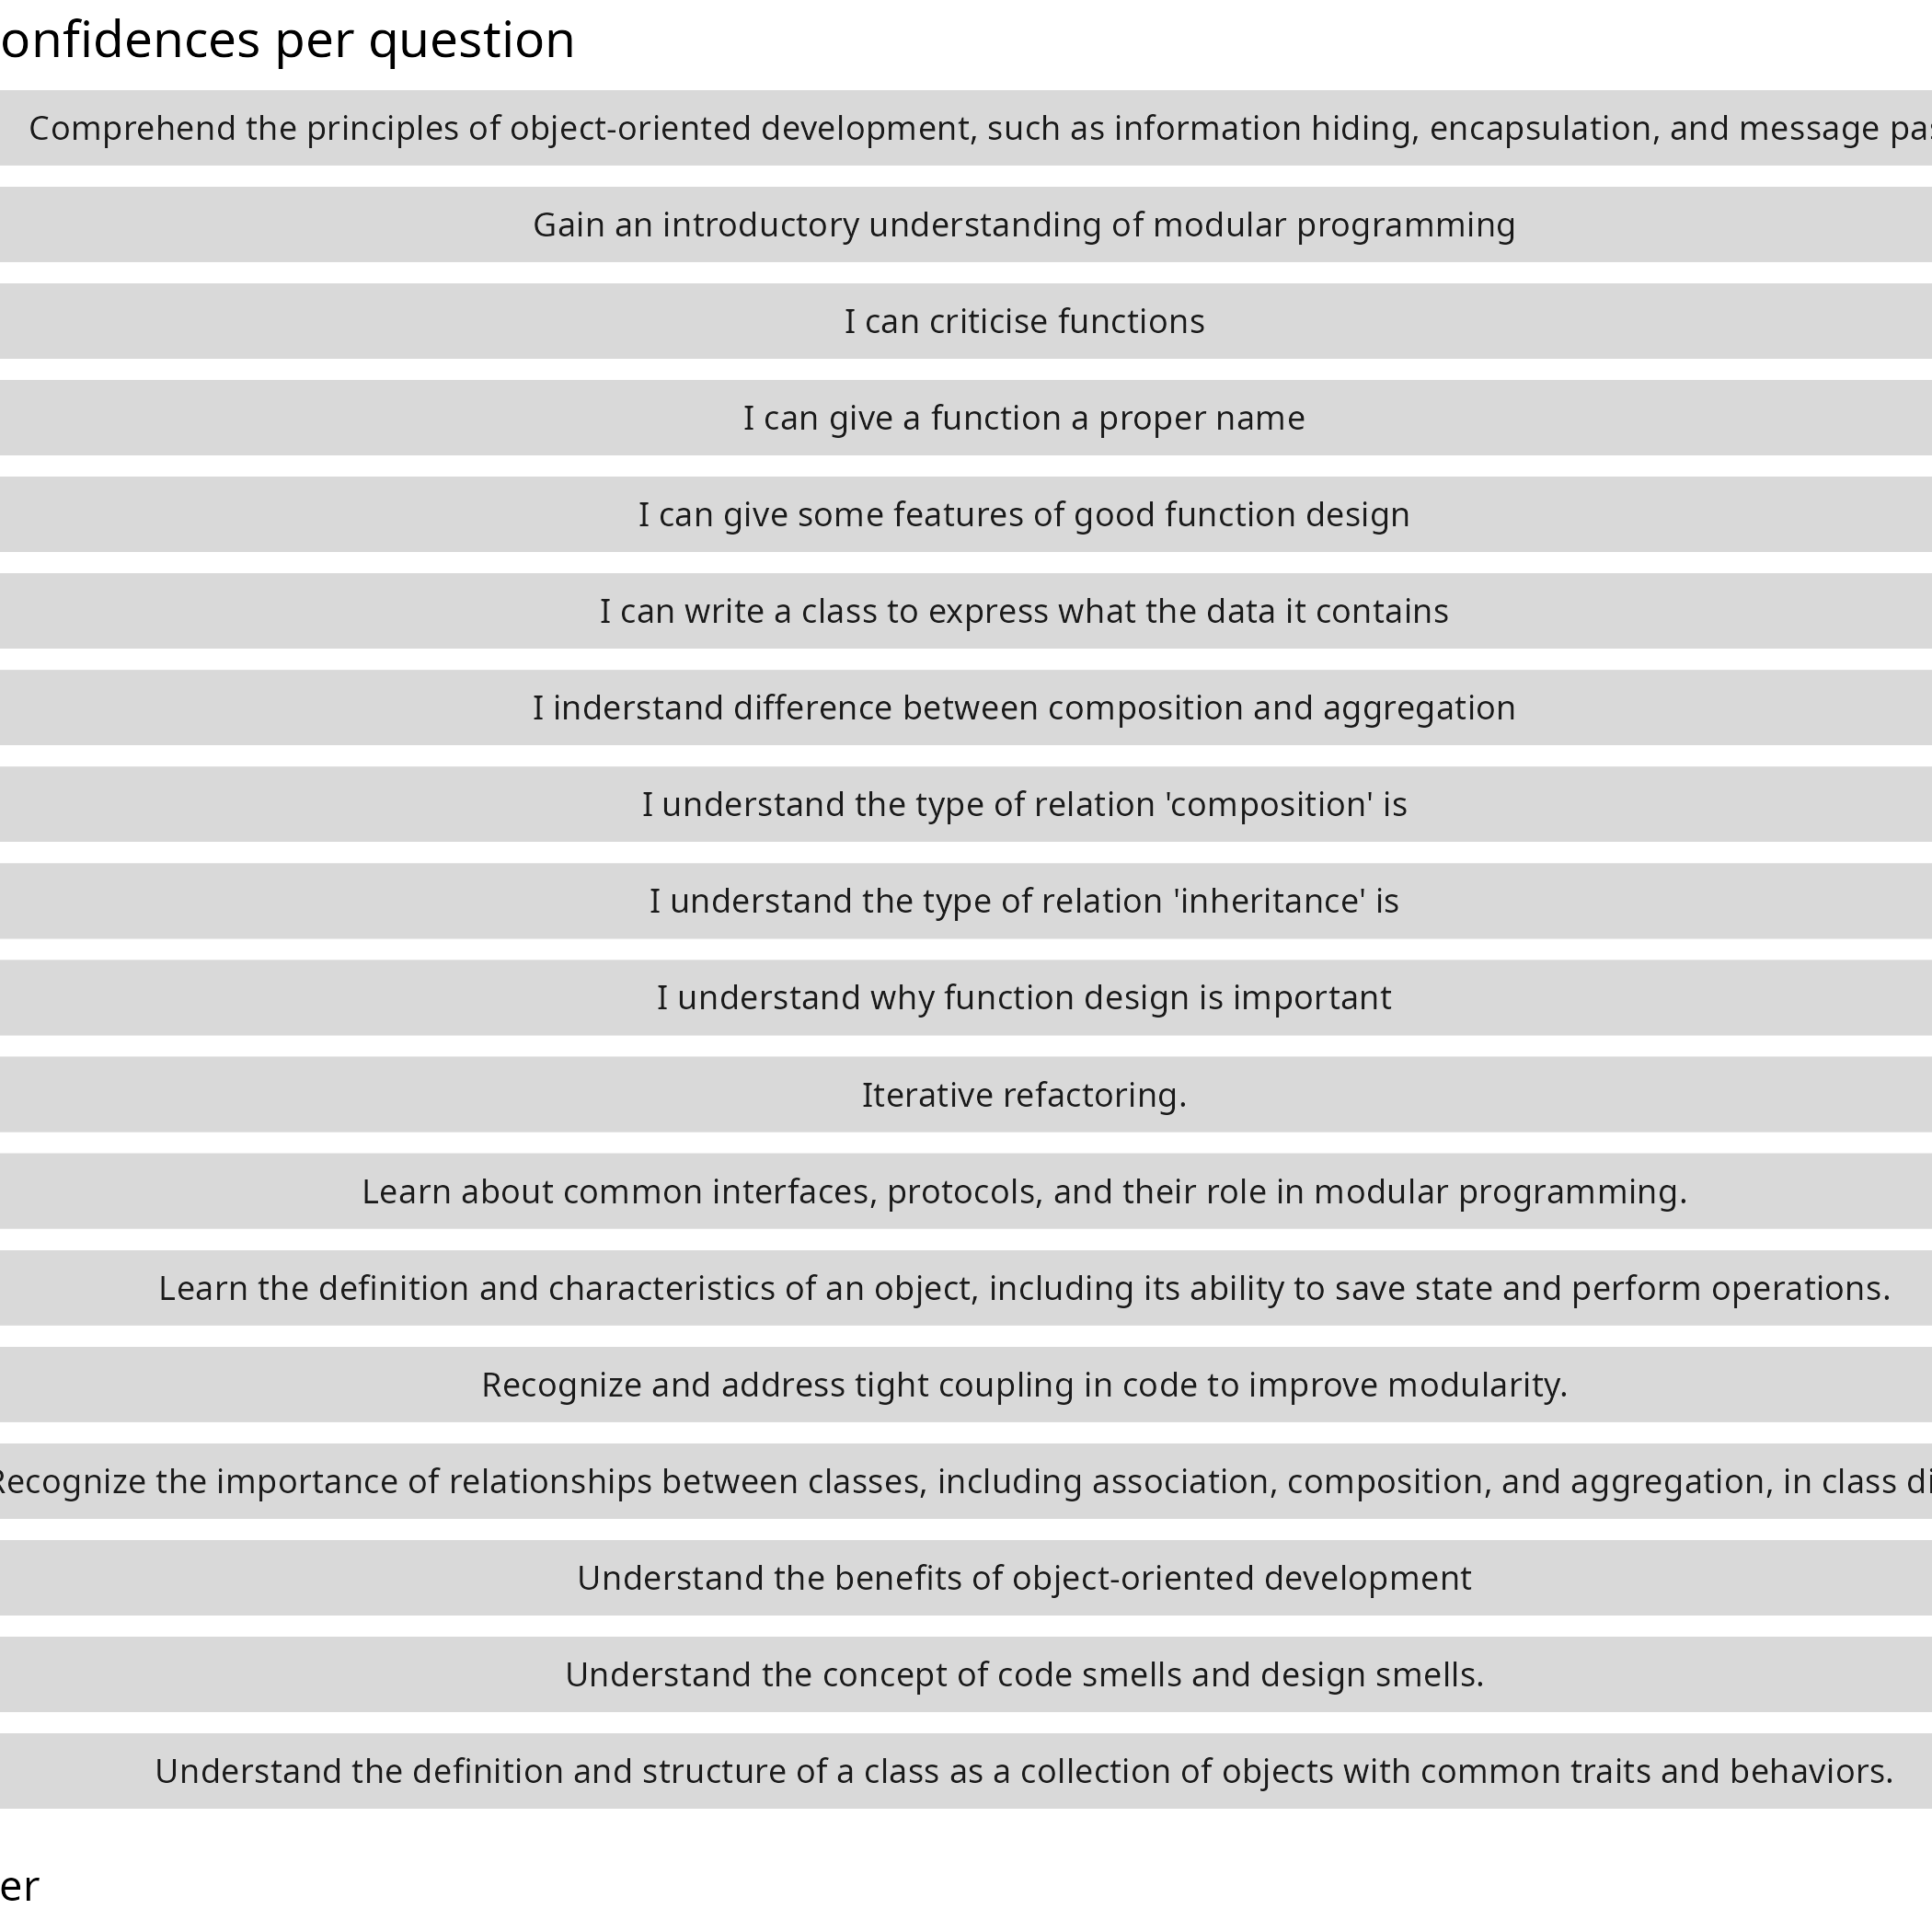 onfidences per question
Comprehend the principles of object-oriented development, such as information hiding, encapsulation, and message pas
Gain an introductory understanding of modular programming
I can criticise functions
I can give a function a proper name
I can give some features of good function design
I can write a class to express what the data it contains
I inderstand difference between composition and aggregation
I understand the type of relation 'composition' is
I understand the type of relation 'inheritance' is
I understand why function design is important
Iterative refactoring.
Learn about common interfaces, protocols, and their role in modular programming.
Learn the definition and characteristics of an object, including its ability to save state and perform operations.
Recognize and address tight coupling in code to improve modularity.
Recognize the importance of relationships between classes, including association, composition, and aggregation, in class di
Understand the benefits of object-oriented development
Understand the concept of code smells and design smells.
Understand the definition and structure of a class as a collection of objects with common traits and behaviors.
er